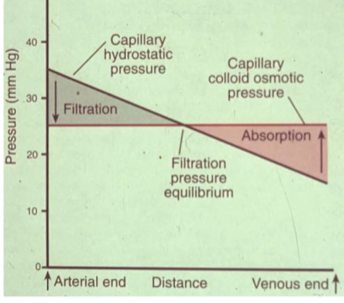 Pressure (mm Hg)
40
30
20
10
0
Capillary
hydrostatic
pressure
Capillary
colloid osmotic
pressure
Filtration
Absorption
Filtration
pressure
equilibrium
Arterial end
Distance
Venous end